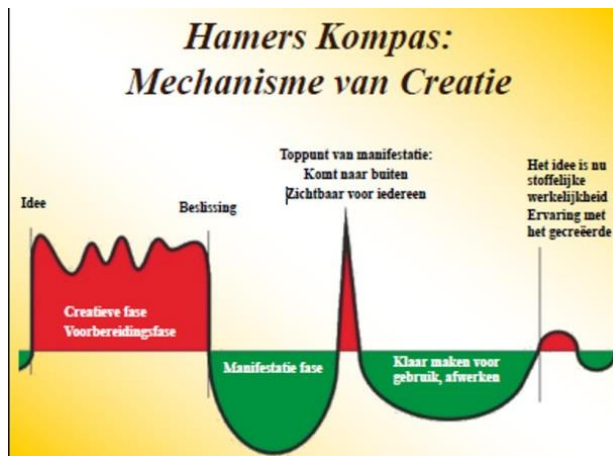 Hamers Kompas:
Mechanisme van Creatie
Idee
Beslissing
Toppunt van manifestatie:
Komt naar buiten
Zichtbaar voor iedereen
Het idee is nu
stoffelijke
werkelijkheid
Ervaring met
het gecreëerde
Creatieve fase
Voorbereidingsfase
Manifestatie fase
Klaar maken voor
gebruik, afwerken